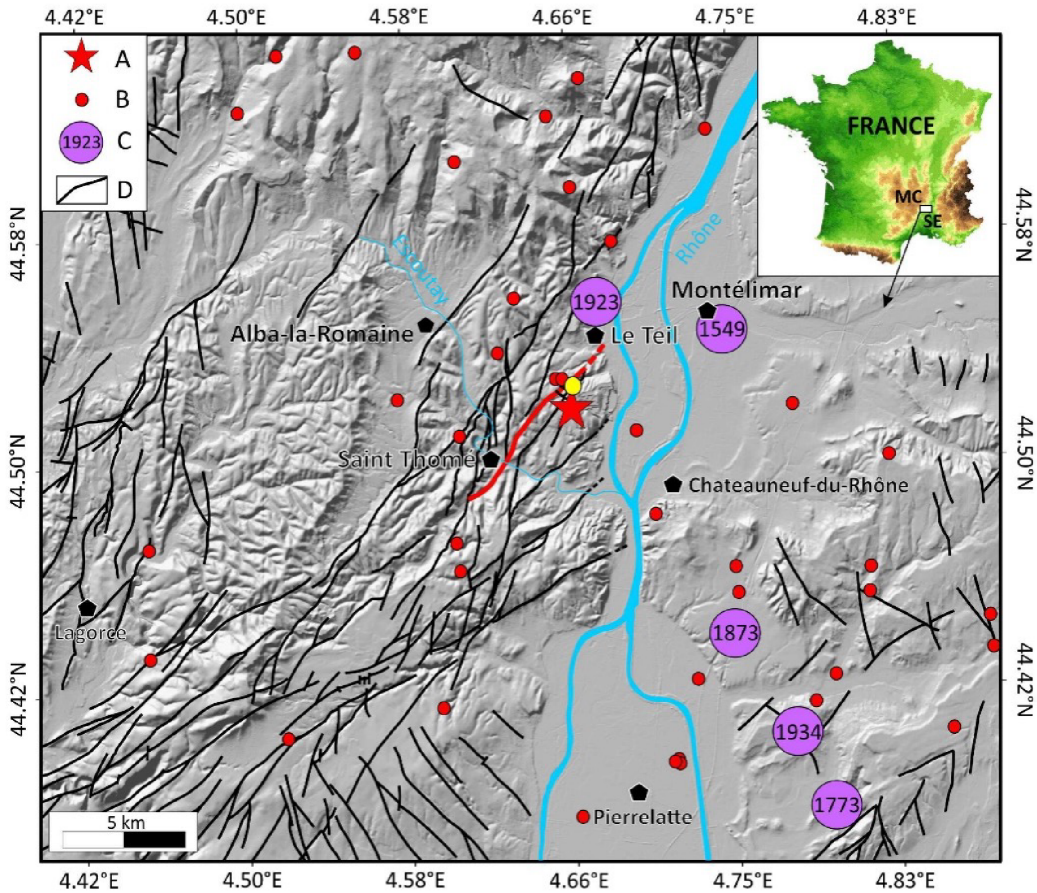 4.42°E 4.50°E 4.58°E 4.66°E 4.75°E 4.83°E
A
B
1923 C
D
FRANCE
MC
SE
44.58°N
44.58°N
Escoutay
Rhône
1923
Montélimar
1549
Alba-la-Romaine
Le Teil
44.50°N
44.50°N
Saint Thomé
Chateauneuf-du-Rhône
Lagorce
1873
44.42°N
44.42°N
1934
1773
5 km
Pierrelatte
4.42°E 4.50°E 4.58°E 4.66°E 4.75°E 4.83°E